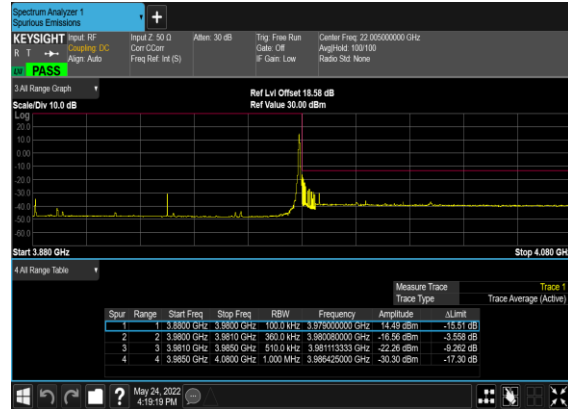 Spectrum Analyzer 1
Spurious Emissions
KEYSIGHT Input: RF Input Z: 50 Ω Atten: 30 dB Trig: Free Run Center Freq: 22.005000000 GHz
R T Coupling: DC Corr CCorr Gate: Off Avg|Hold: 100/100
Align: Auto Freq Ref: Int (S) IF Gain: Low Radio Std: None
PASS
3 All Range Graph
Ref Lvl Offset 18.58 dB
Scale/Div 10.0 dB Ref Value 30.00 dBm
Log
20.0
10.0
0.00
-10.0
-20.0
-30.0
-40.0
-50.0
-60.0
Start 3.880 GHz Stop 4.080 GH
4 All Range Table
Measure Trace Trace 1
Trace Type Trace Average (Active)
Spur Range Start Freq Stop Freq RBW Frequency Amplitude ΔLimit
1 1 3.8800 GHz 3.9800 GHz 100.0 kHz 3.979000000 GHz 14.49 dBm -15.51 dB
2 2 3.9800 GHz 3.9810 GHz 360.0 kHz 3.980080000 GHz -16.56 dBm -3.558 dB
3 3 3.9810 GHz 3.9850 GHz 510.0 kHz 3.981113333 GHz -22.26 dBm -9.262 dB
4 4 3.9850 GHz 4.0800 GHz 1.000 MHz 3.986425000 GHz -30.30 dBm -17.30 dB
? May 24, 2022
4:19:19 PM